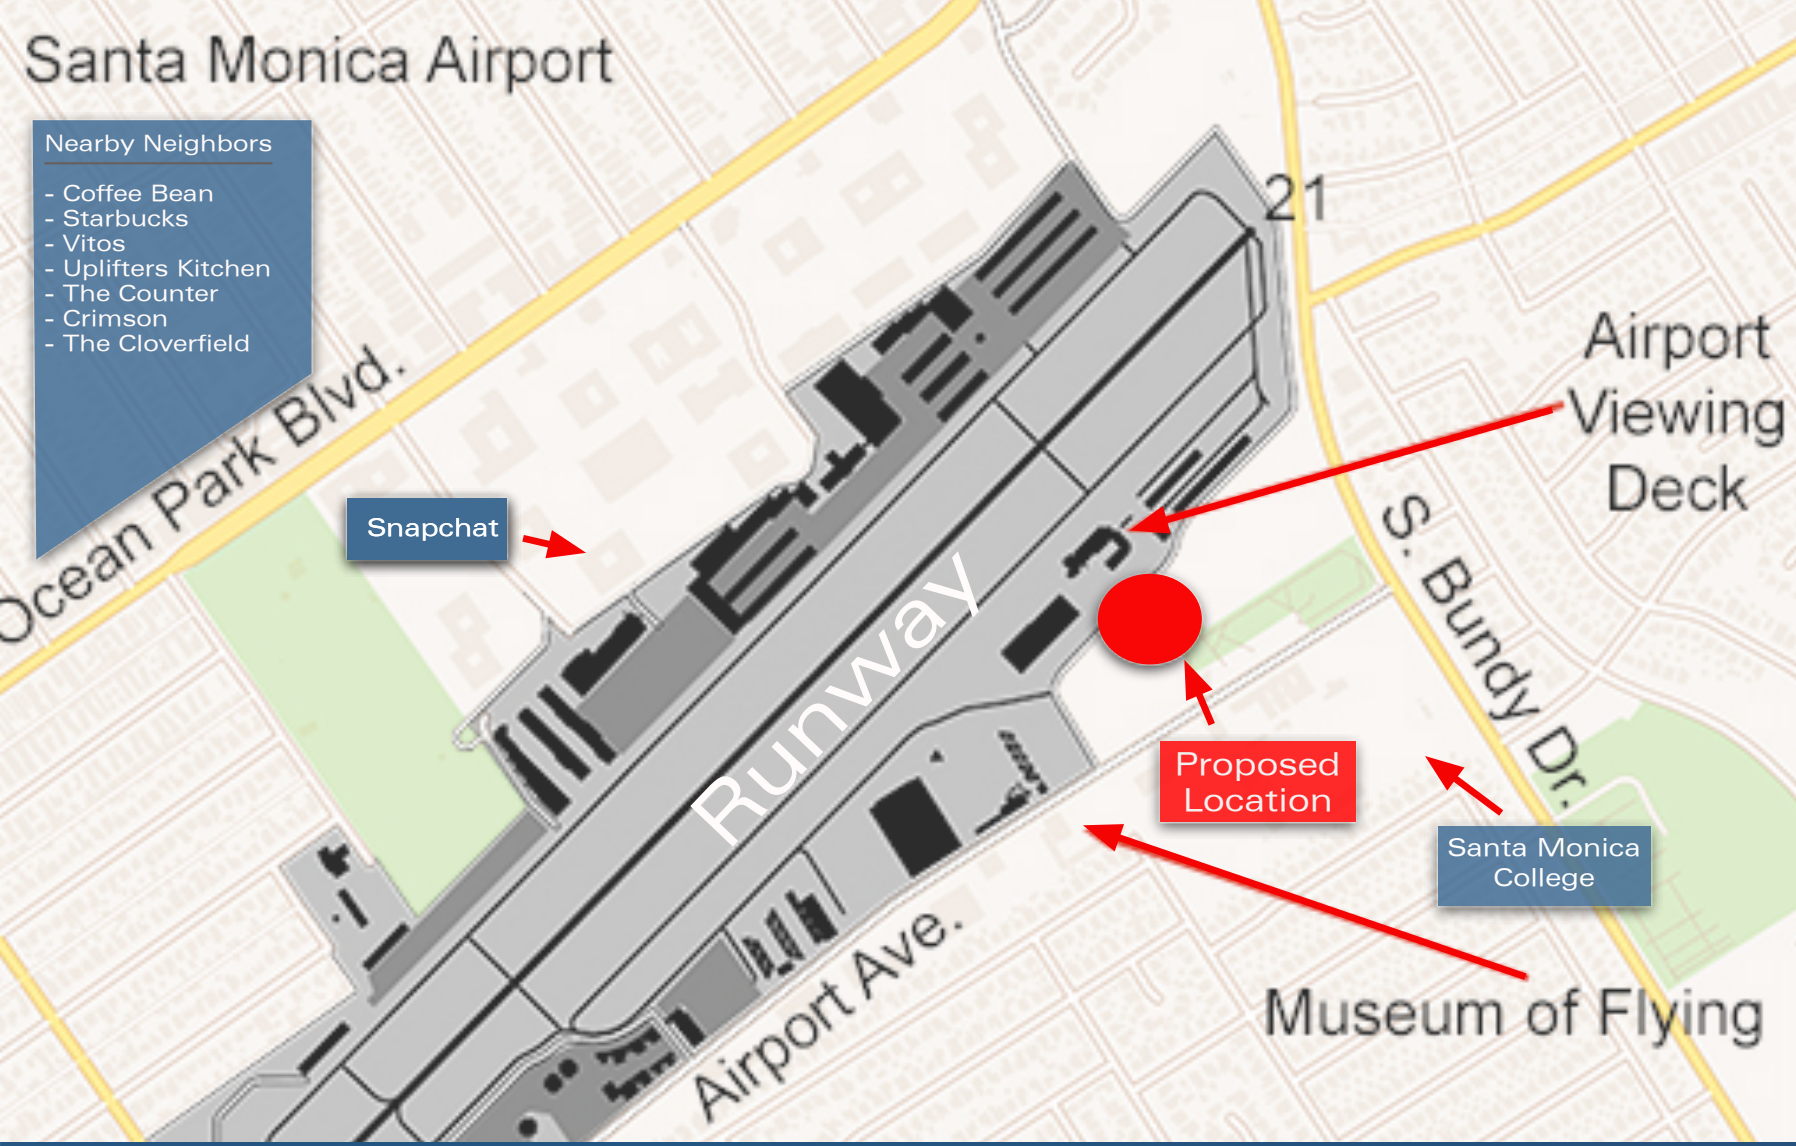 Santa Monica Airport
Nearby Neighbors
- Coffee Bean
- Starbucks
- Vitos
- Uplifters Kitchen
- The Counter
- Crimson
- The Cloverfield
Ocean Park Blvd.
21
Airport
Viewing
Deck
Snapchat
Runway
S. Bundy Dr.
Proposed
Location
Santa Monica
College
Airport Ave.
Museum of Flying